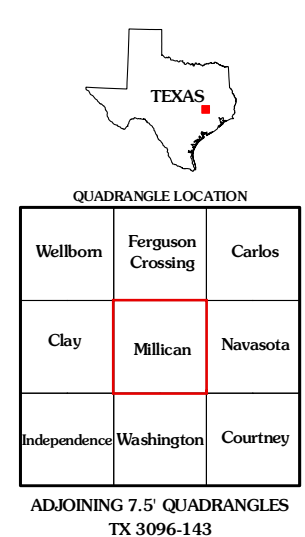 TEXAS
QUADRANGLE LOCATION
Wellborn
Ferguson
Crossing
Carlos
Clay
Millican
Navasota
Independence
Washington
Courtney
ADJOINING 7.5' QUADRANGLES
TX 3096-143